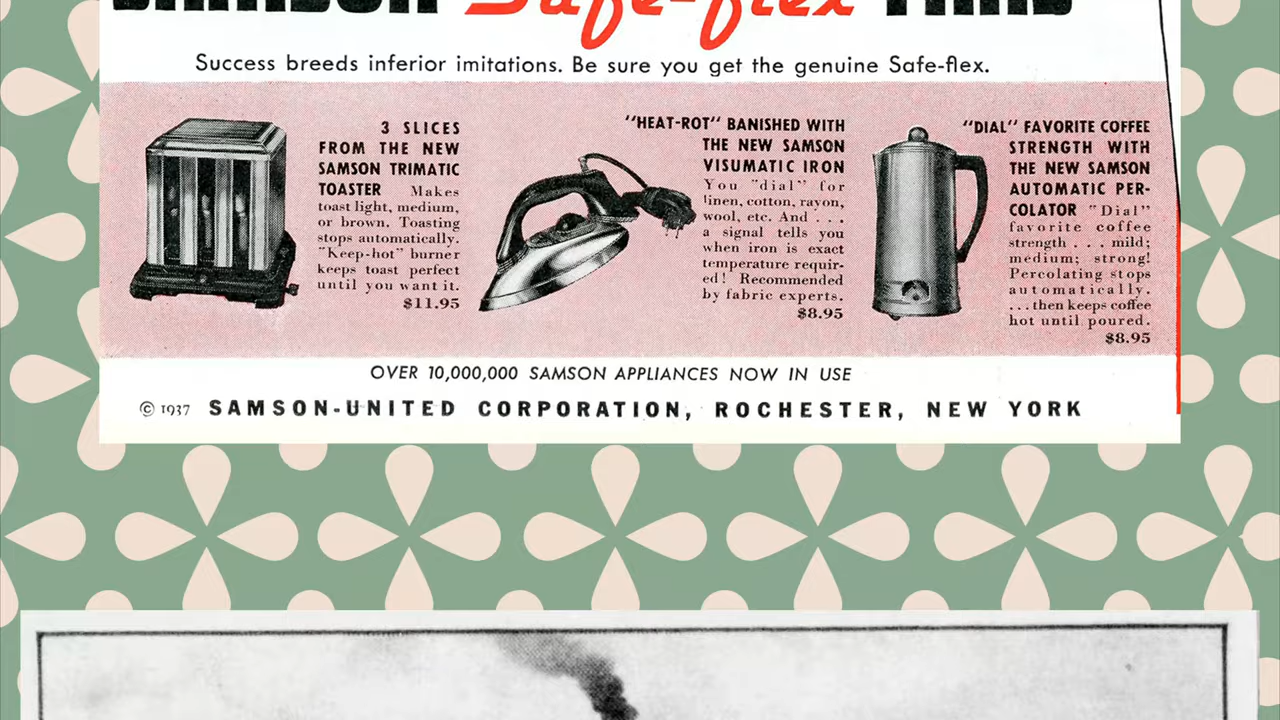 Safe-flex
Success breeds inferior imitations. Be sure you get the genuine Safe-flex.
3 SLICES
FROM THE NEW
SAMSON TRIMATIC
TOASTER Makes
toast light, medium,
or brown. Toasting
stops automatically.
"Keep-hot" burner
keeps toast perfect
until you want it.
$11.95
"HEAT-ROT" BANISHED WITH
THE NEW SAMSON
VISUMATIC IRON
You "dial" for
linen, cotton, rayon,
wool, etc. And . . .
a signal tells you
when iron is exact
temperature requir-
ed! Recommended
by fabric experts.
$8.95
"DIAL" FAVORITE COFFEE
STRENGTH WITH
THE NEW SAMSON
AUTOMATIC PER-
COLATOR "Dial"
favorite coffee
strength . . . mild;
medium; strong!
Percolating stops
automatically.
. . . then keeps coffee
hot until poured.
$8.95
OVER 10,000,000 SAMSON APPLIANCES NOW IN USE
© 1937 SAMSON-UNITED CORPORATION, ROCHESTER, NEW YORK